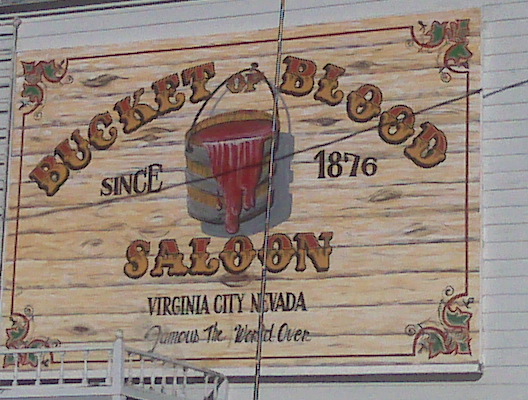 BUCKET OF BLOOD
SINCE 1876
SALOON
VIRGINIA CITY NEVADA
Famous The World Over